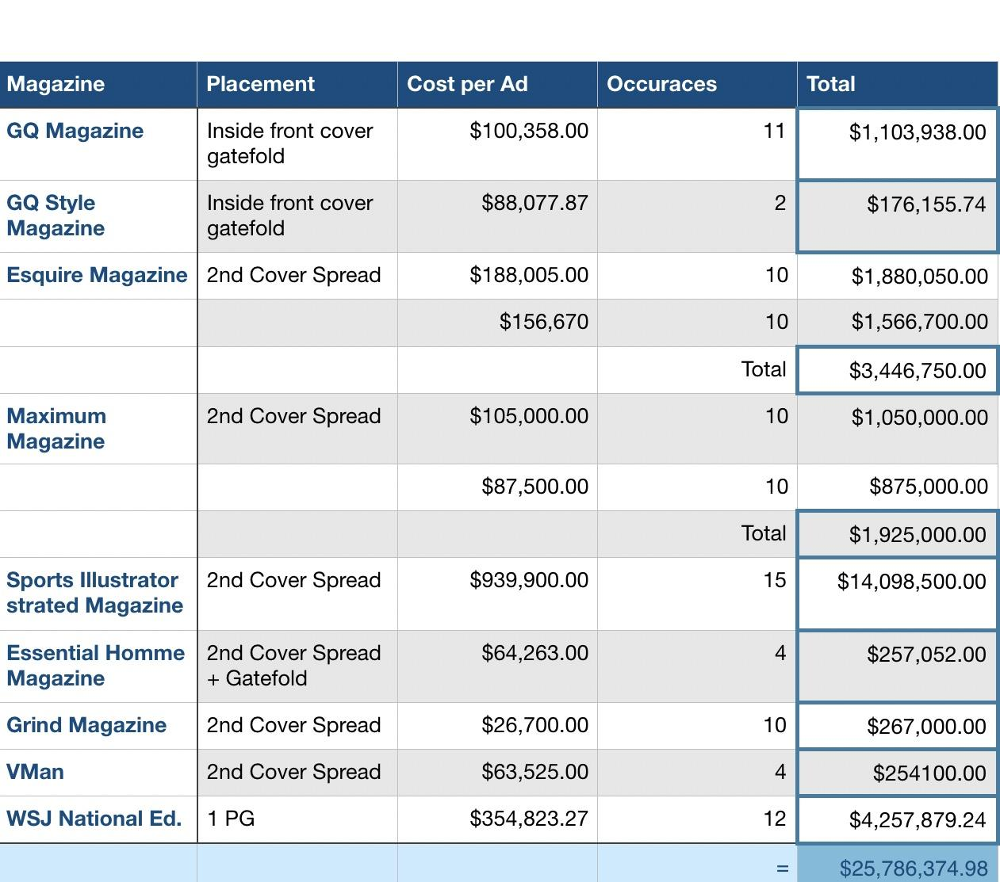 Magazine Placement Cost per Ad Occuraces Total
GQ Magazine Inside front cover $100,358.00 11 $1,103,938.00
gatefold
GQ Style Inside front cover $88,077.87 2 $176,155.74
Magazine gatefold
Esquire Magazine 2nd Cover Spread $188,005.00 10 $1,880,050.00
$156,670 10 $1,566,700.00
Total $3,446,750.00
Maximum 2nd Cover Spread $105,000.00 10 $1,050,000.00
Magazine
$87,500.00 10 $875,000.00
Total $1,925,000.00
Sports Illustrator 2nd Cover Spread $939,900.00 15 $14,098,500.00
strated Magazine
Essential Homme 2nd Cover Spread $64,263.00 4 $257,052.00
Magazine + Gatefold
Grind Magazine 2nd Cover Spread $26,700.00 10 $267,000.00
VMan 2nd Cover Spread $63,525.00 4 $254100.00
WSJ National Ed. 1 PG $354,823.27 12 $4,257,879.24
= $25,786,374.98